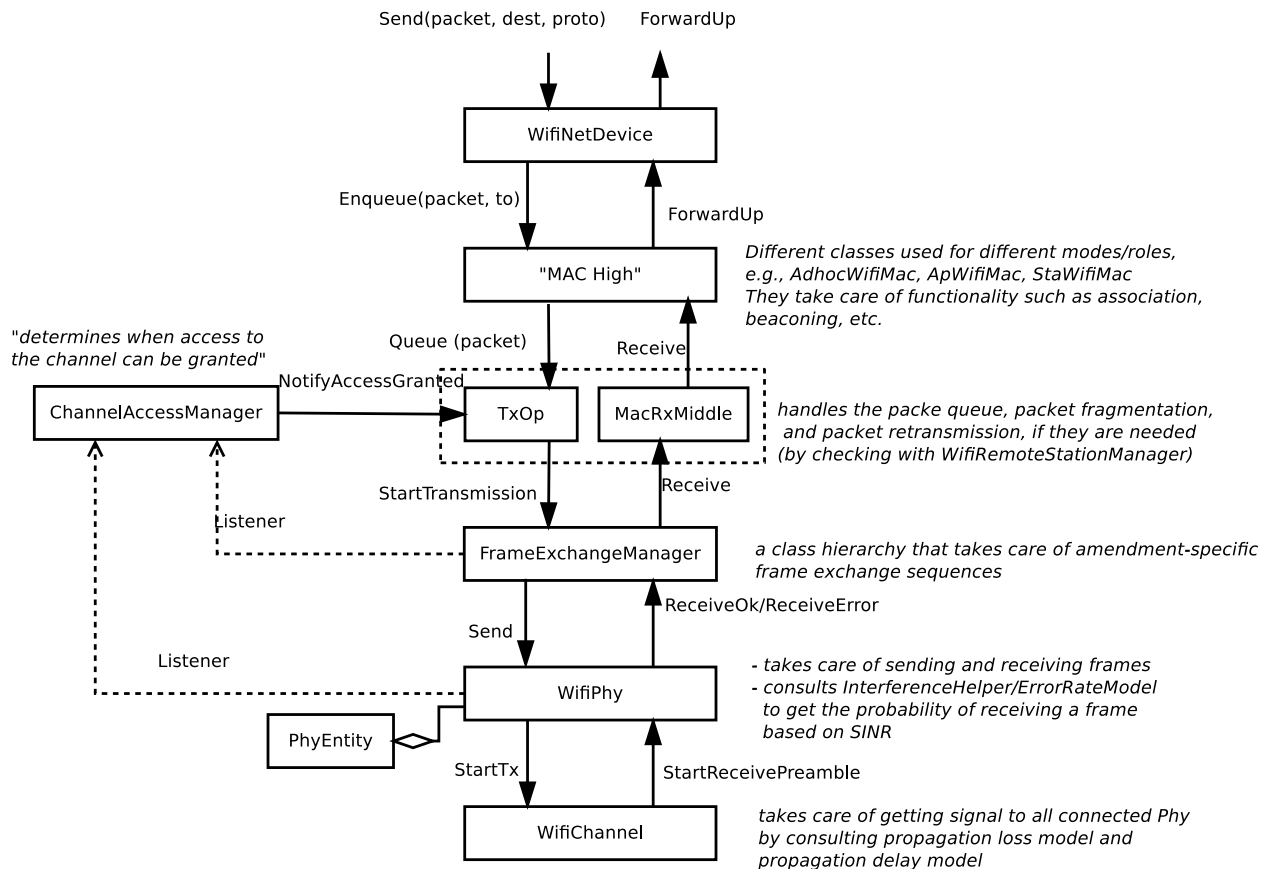 Send(packet, dest, proto)
ForwardUp
WifiNetDevice
Enqueue(packet, to)
ForwardUp
"MAC High"
Different classes used for different modes/roles,
e.g., AdhocWifiMac, ApWifiMac, StaWifiMac
They take care of functionality such as association,
beaconing, etc.
"determines when access to
the channel can be granted"
Queue (packet)
Receive
NotifyAccessGranted
ChannelAccessManager
TxOp
MacRxMiddle
handles the packe queue, packet fragmentation,
and packet retransmission, if they are needed
(by checking with WifiRemoteStationManager)
StartTransmission
Receive
Listener
FrameExchangeManager
a class hierarchy that takes care of amendment-specific
frame exchange sequences
ReceiveOk/ReceiveError
Send
Listener
WifiPhy
- takes care of sending and receiving frames
- consults InterferenceHelper/ErrorRateModel
to get the probability of receiving a frame
based on SINR
PhyEntity
StartTx
StartReceivePreamble
WifiChannel
takes care of getting signal to all connected Phy
by consulting propagation loss model and
propagation delay model